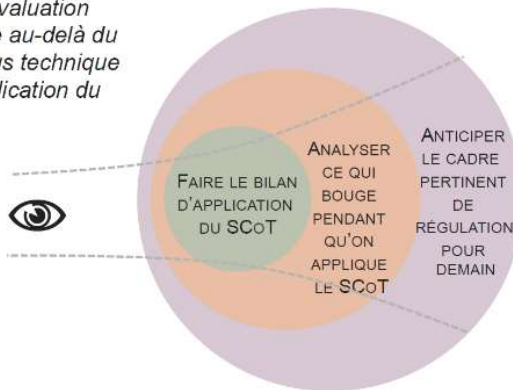 valuation
au-delà du
technique
lication du
FAIRE LE BILAN
D'APPLICATION
DU SCOT
ANALYSER
CE QUI
BOUGE
PENDANT
QU'ON
APPLIQUE
LE SCOT
ANTICIPER
LE CADRE
PERTINENT
DE
RÉGULATION
POUR
DEMAIN